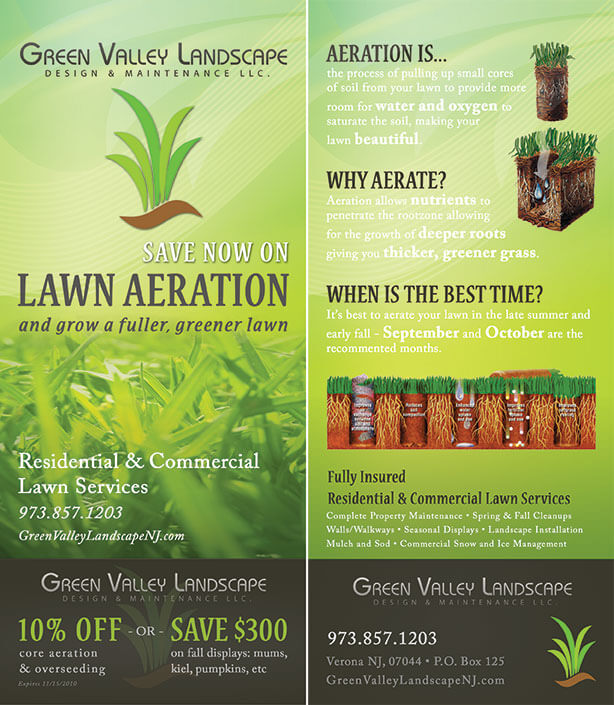 GREEN VALLEY LANDSCAPE
DESIGN & MAINTENANCE LLC.
SAVE NOW ON
LAWN AERATION
and grow a fuller, greener lawn
Residential & Commercial
Lawn Services
973.857.1203
GreenValleyLandscapeNJ.com
GREEN VALLEY LANDSCAPE
DESIGN & MAINTENANCE LLC.
10% OFF - OR - SAVE $300
core aeration
& overseeding
on fall displays: mums,
kiel, pumpkins, etc
Expires 11/15/2010
AERATION IS...
the process of pulling up small cores
of soil from your lawn to provide more
room for water and oxygen to
saturate the soil, making your
lawn beautiful.
WHY AERATE?
Aeration allows nutrients to
penetrate the rootzone allowing
for the growth of deeper roots
giving you thicker, greener grass.
WHEN IS THE BEST TIME?
It's best to aerate your lawn in the late summer and
early fall - September and October are the
recommented months.
Reduces
soil
compaction
Enhanced
water
uptake
and use
Fully Insured
Residential & Commercial Lawn Services
Complete Property Maintenance • Spring & Fall Cleanups
Walls/Walkways • Seasonal Displays • Landscape Installation
Mulch and Sod • Commercial Snow and Ice Management
GREEN VALLEY LANDSCAPE
DESIGN & MAINTENANCE LLC.
973.857.1203
Verona NJ, 07044 • P.O. Box 125
GreenValleyLandscapeNJ.com